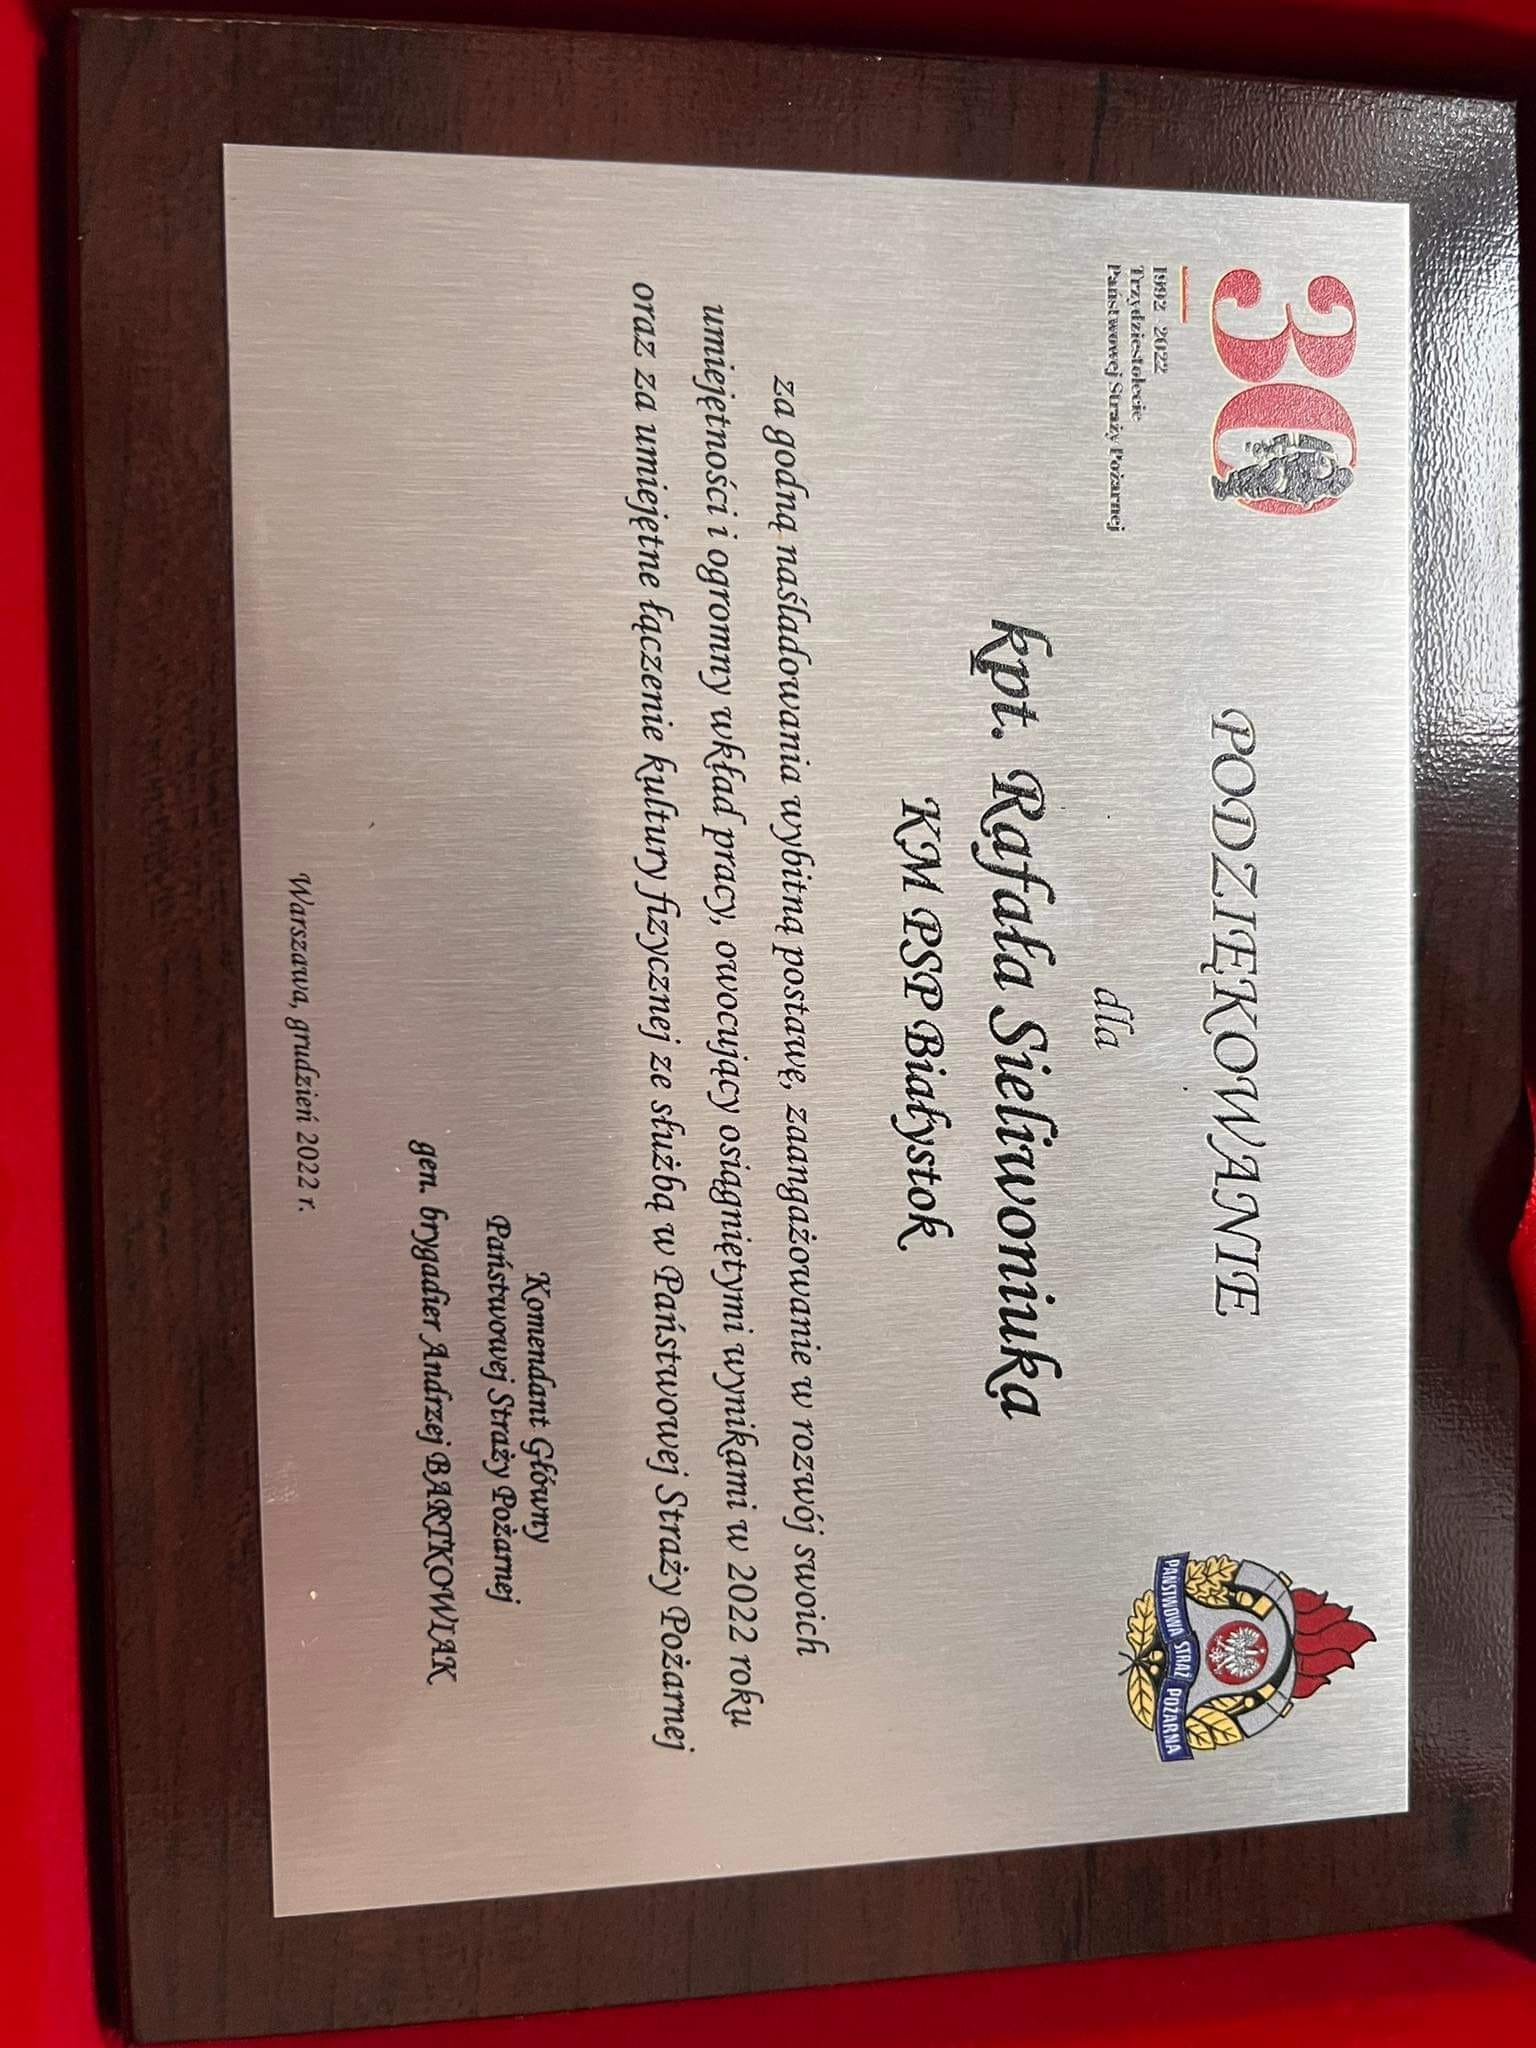 30
1992 - 2022
Trzydziestolecie
Państwowej Straży Pożarnej
PAŃSTWOWA STRAŻ POŻARNA
PODZIĘKOWANIE
dla
kpt. Rafała Sieliwoniuka
KM PSP Białystok
za godną naśladowania wybitną postawę, zaangażowanie w rozwój swoich
umiejętności i ogromny wkład pracy, owocujący osiągniętymi wynikami w 2022 roku
oraz za umiejętne łączenie kultury fizycznej ze służbą w Państwowej Straży Pożarnej
Komendant Główny
Państwowej Straży Pożarnej
gen. brygadier Andrzej BARTKOWIAK
Warszawa, grudzień 2022 r.